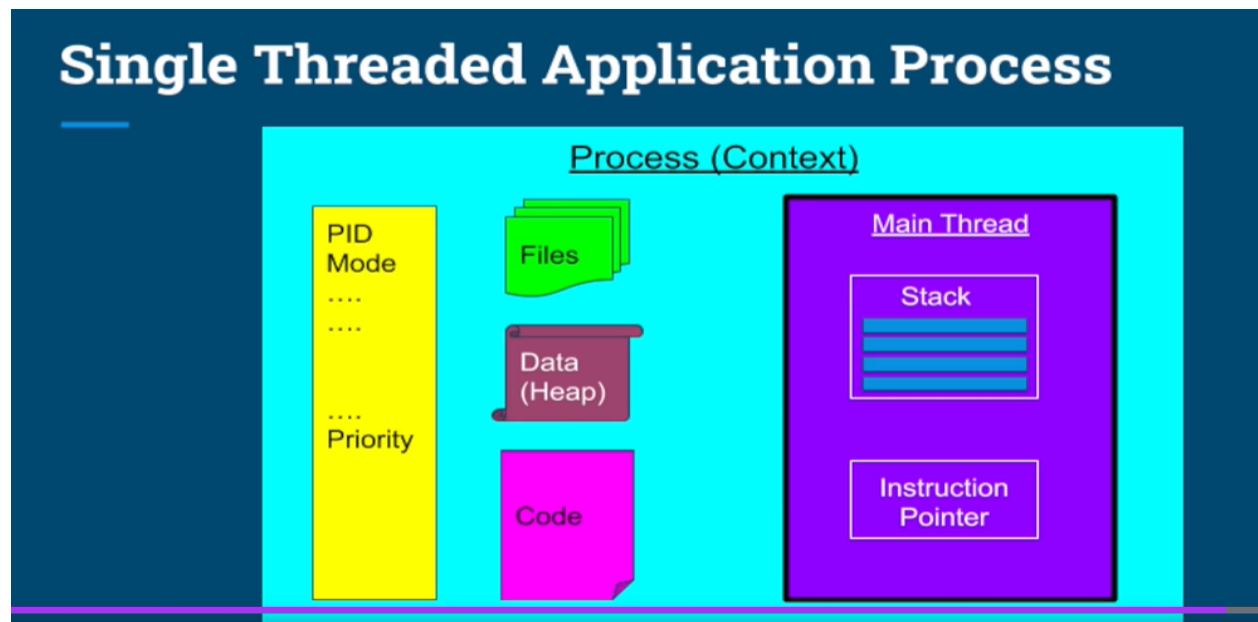 Single Threaded Application Process
Process (Context)
PID
Mode
....
....
....
Priority
Files
Data
(Heap)
Code
Main Thread
Stack
Instruction
Pointer